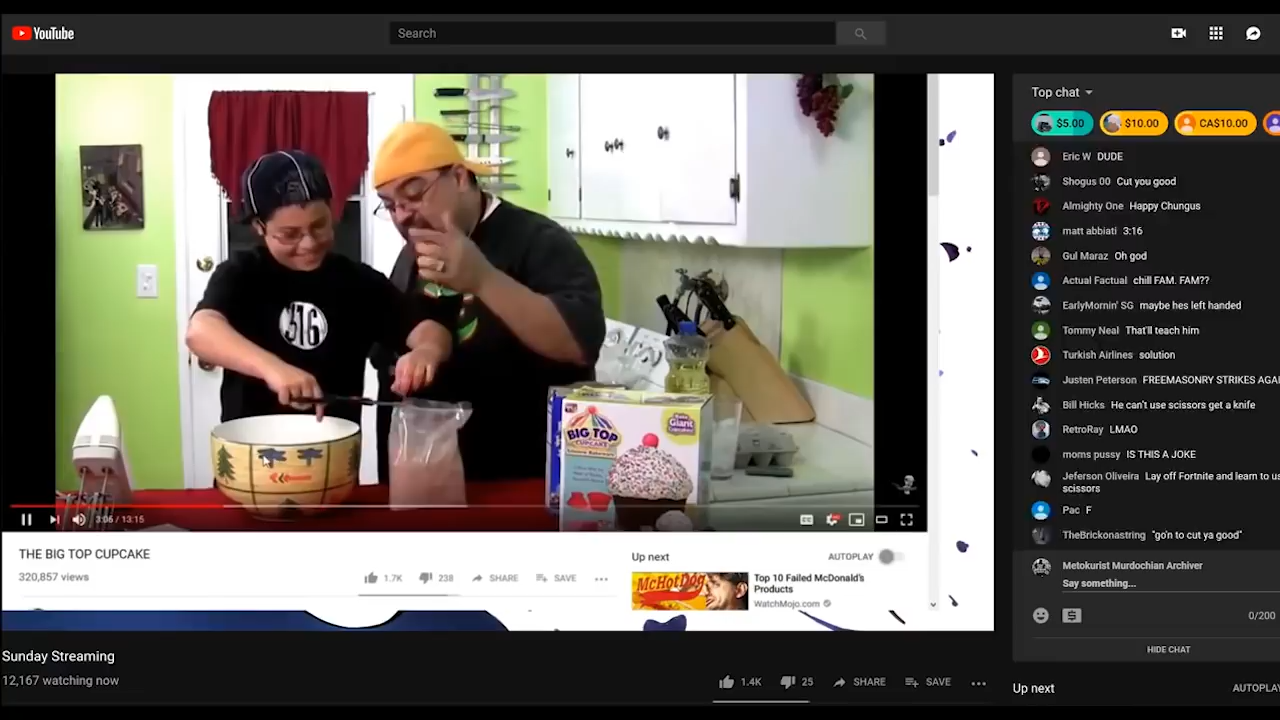 YouTube
Search
Top chat
$5.00
$10.00
CA$10.00
Eric W DUDE
Shogus 00 Cut you good
Almighty One Happy Chungus
matt abbiati 3:16
Gul Maraz Oh god
Actual Factual chill FAM. FAM??
EarlyMornin' SG maybe hes left handed
Tommy Neal That'll teach him
Turkish Airlines solution
Justen Peterson FREEMASONRY STRIKES AGAI
Bill Hicks He can't use scissors get a knife
RetroRay LMAO
moms pussy IS THIS A JOKE
Jeferson Oliveira Lay off Fortnite and learn to us
scissors
Pac F
TheBrickonastring "go'n to cut ya good"
Metokurist Murdochian Archiver
Say something...
0/200
HIDE CHAT
Up next
AUTOPLAY
316
BIG TOP
CUPCAKE
Giant
3:06 / 13:15
THE BIG TOP CUPCAKE
320,857 views
1.7K
238
SHARE
SAVE
Up next
AUTOPLAY
McHotDog
Top 10 Failed McDonald's
Products
WatchMojo.com
Sunday Streaming
12,167 watching now
1.4K
25
SHARE
SAVE